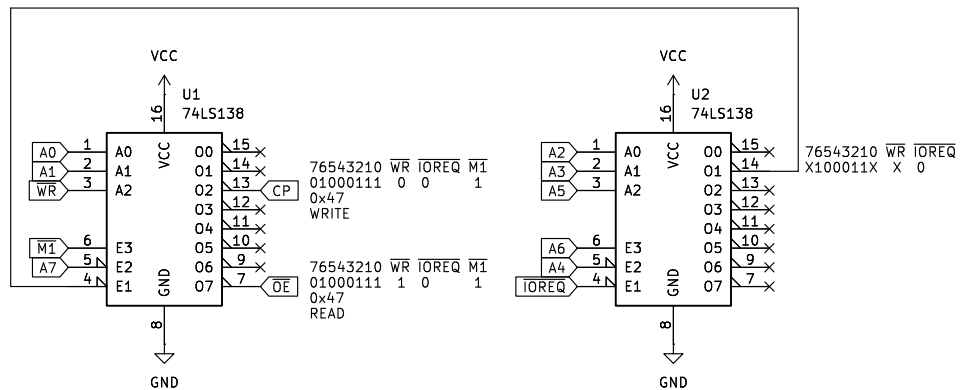 VCC
U1
74LS138
16
VCC
A0 1 A0 O0 15
A1 2 A1 O1 14
WR 3 A2 O2 13 CP
O3 12
O4 11
M1 6 E3 O5 10
A7 5 E2 O6 9
4 E1 O7 7 OE
GND
8
GND
76543210 WR IOREQ M1
01000111 0 0 1
0x47
WRITE
76543210 WR IOREQ M1
01000111 1 0 1
0x47
READ
VCC
U2
74LS138
16
VCC
A2 1 A0 O0 15
A3 2 A1 O1 14
A5 3 A2 O2 13
O3 12
O4 11
A6 6 E3 O5 10
A4 5 E2 O6 9
IOREQ 4 E1 O7 7
GND
8
GND
76543210 WR IOREQ
X100011X X 0